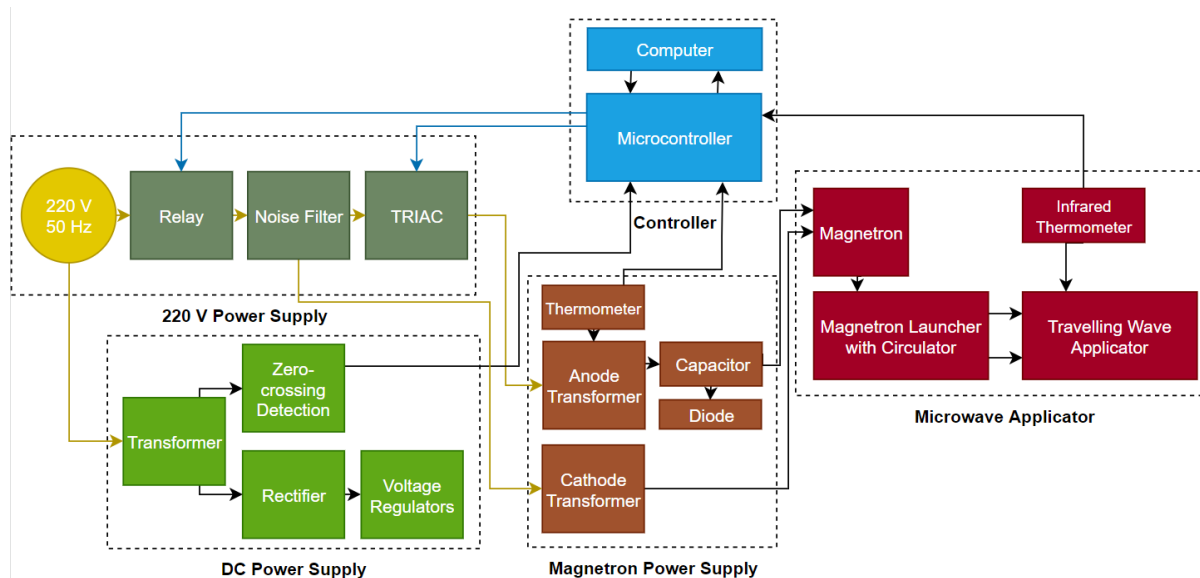 Computer
Microcontroller
Controller
220 V
50 Hz
Relay
Noise Filter
TRIAC
220 V Power Supply
Magnetron
Infrared
Thermometer
Magnetron Launcher
with Circulator
Travelling Wave
Applicator
Microwave Applicator
Thermometer
Anode
Transformer
Capacitor
Diode
Cathode
Transformer
Magnetron Power Supply
Transformer
Zero-
crossing
Detection
Rectifier
Voltage
Regulators
DC Power Supply